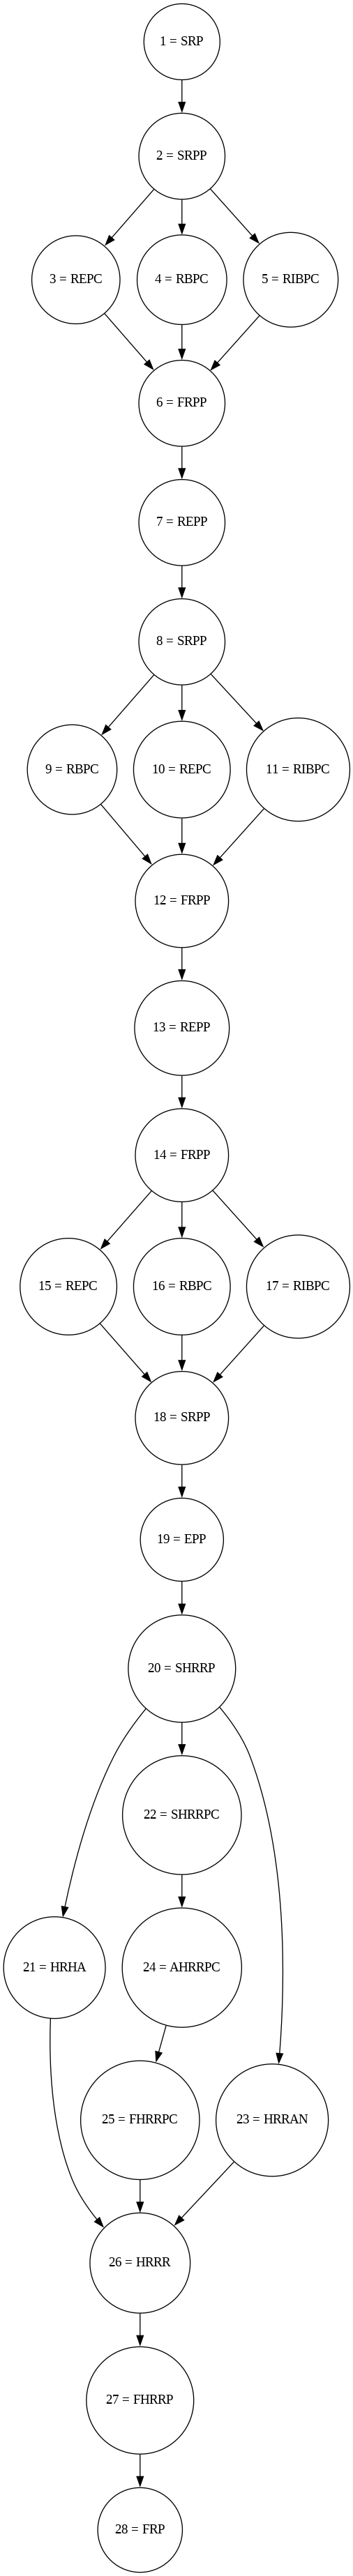 1 = SRP
2 = SRPP
3 = REPC
4 = RBPC
5 = RIBPC
6 = FRPP
7 = REPP
8 = SRPP
9 = RBPC
10 = REPC
11 = RIBPC
12 = FRPP
13 = REPP
14 = FRPP
15 = REPC
16 = RBPC
17 = RIBPC
18 = SRPP
19 = EPP
20 = SHRRP
22 = SHRRPC
21 = HRHA
24 = AHRRPC
25 = FHRRPC
23 = HRRAN
26 = HRRR
27 = FHRRP
28 = FRP